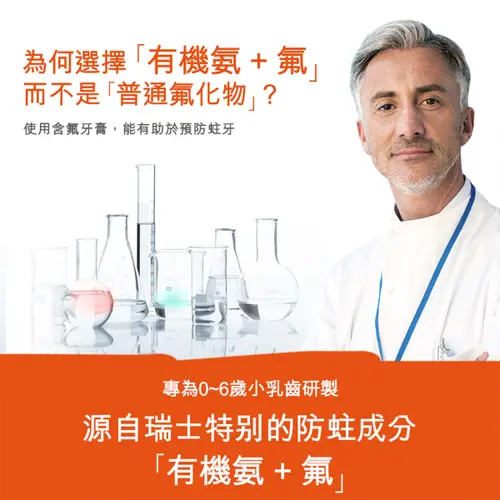 為何選擇「有機氨 + 氟」
而不是「普通氟化物」?
使用含氟牙膏，能有助於預防蛀牙
專為0~6歲小乳齒研製
源自瑞士特別的防蛀成分
「有機氨 + 氟」